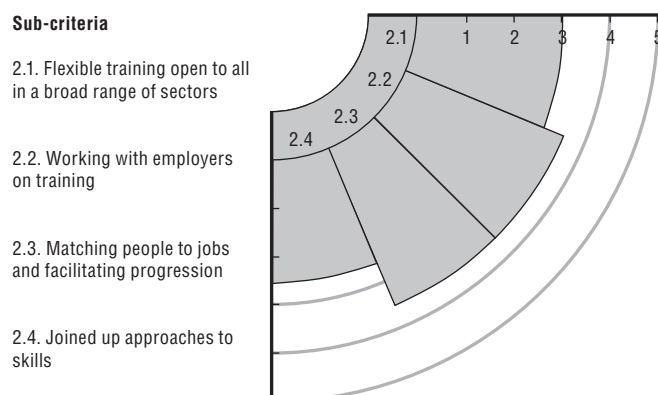 Sub-criteria
2.1. Flexible training open to all
in a broad range of sectors
2.2. Working with employers
on training
2.3. Matching people to jobs
and facilitating progression
2.4. Joined up approaches to
skills
2.1 1 2 3 4 5
2.2
2.3
2.4